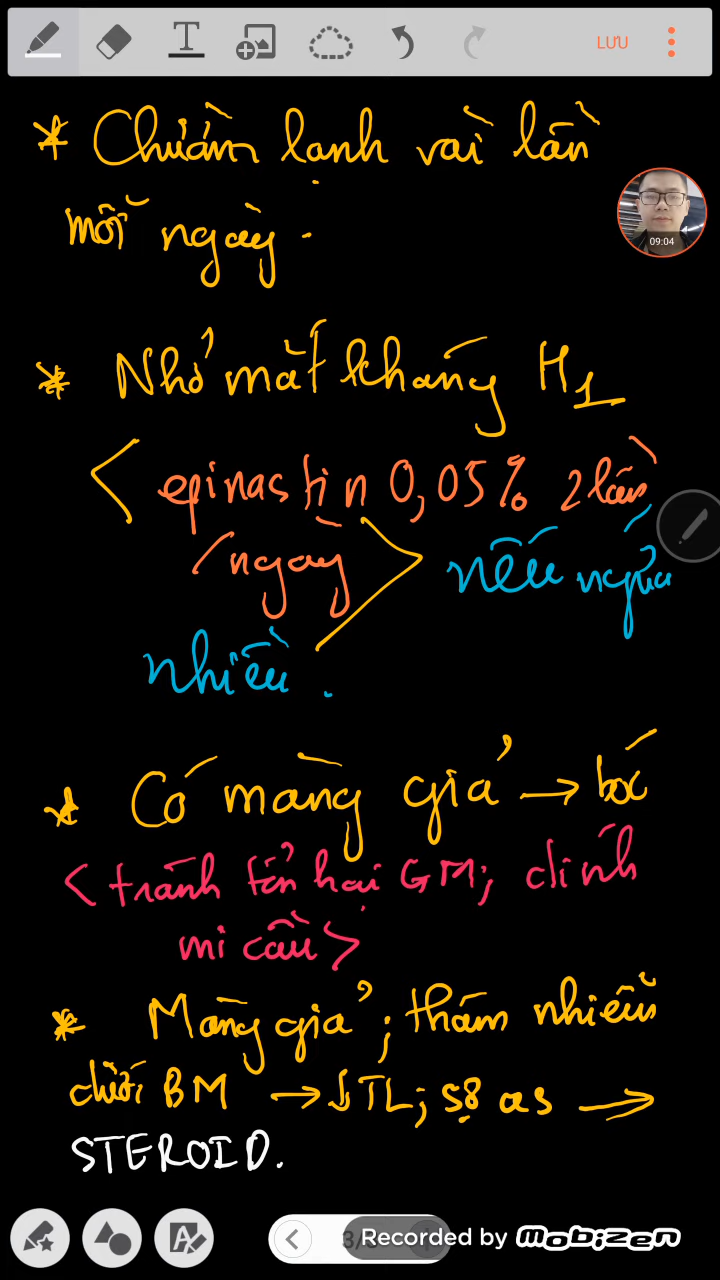 LƯU
* Chườm lạnh vài lần
mỗi ngày.
09:04
* Nhỏ mắt kháng H1
< epinastin 0,05% 2 lần
/ngày > nếu ngứa
nhiều.
* Có màng giả → bóc
< tránh tổn hại GM; dính
mi cầu >
* Màng giả; thâm nhiễm
dưới BM → ↓TL; sợ as →
STEROID.
Recorded by MOBIZEN